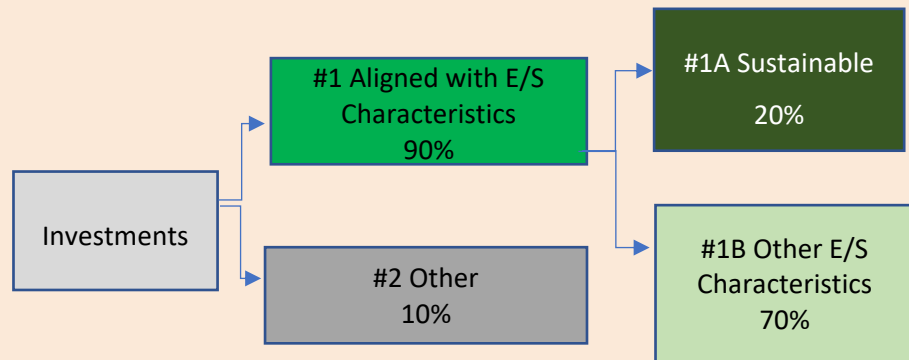 Investments
#1 Aligned with E/S
Characteristics
90%
#2 Other
10%
#1A Sustainable
20%
#1B Other E/S
Characteristics
70%